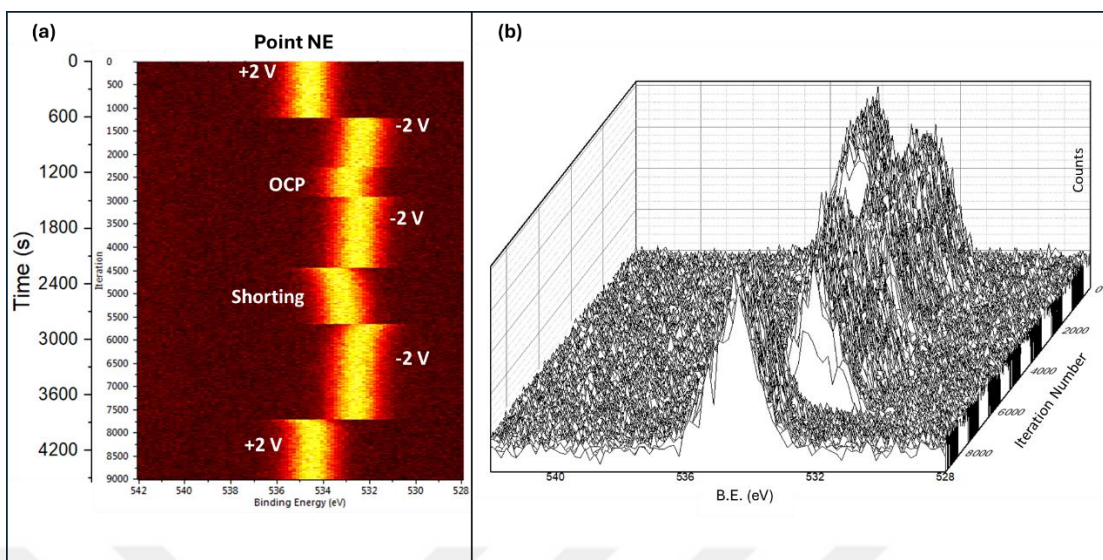 (a)
Point NE
Time (s)
0
600
1200
1800
2400
3000
3600
4200
Iteration
0
500
1000
1500
2000
2500
3000
3500
4000
4500
5000
5500
6000
6500
7000
7500
8000
8500
9000
+2 V
-2 V
OCP
-2 V
Shorting
-2 V
+2 V
542 540 538 536 534 532 530 528
Binding Energy (eV)
(b)
Counts
0
2000
4000
6000
8000
Iteration Number
540 536 532 528
B.E. (eV)